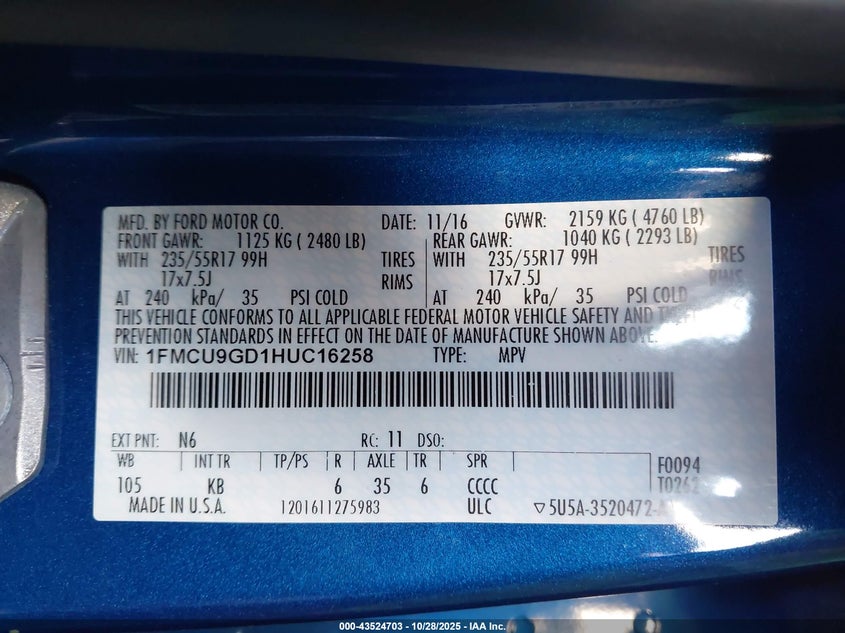 MFD. BY FORD MOTOR CO. DATE: 11/16 GVWR: 2159 KG ( 4760 LB)
FRONT GAWR: 1125 KG ( 2480 LB) REAR GAWR: 1040 KG ( 2293 LB)
WITH 235/55R17 99H TIRES WITH 235/55R17 99H TIRES
17x7.5J RIMS 17x7.5J RIMS
AT 240 kPa/ 35 PSI COLD AT 240 kPa/ 35 PSI COLD
THIS VEHICLE CONFORMS TO ALL APPLICABLE FEDERAL MOTOR VEHICLE SAFETY AND THEFT
PREVENTION STANDARDS IN EFFECT ON THE DATE OF MANUFACTURE SHOWN ABOVE.
VIN: 1FMCU9GD1HUC16258 TYPE: MPV
EXT PNT: N6 RC: 11 DSO:
WB INT TR TP/PS R AXLE TR SPR F0094
105 KB 6 35 6 CCCC T0262
MADE IN U.S.A. 1201611275983 ULC ▽5U5A-3520472-
000-43524703 - 10/28/2025 - IAA Inc.